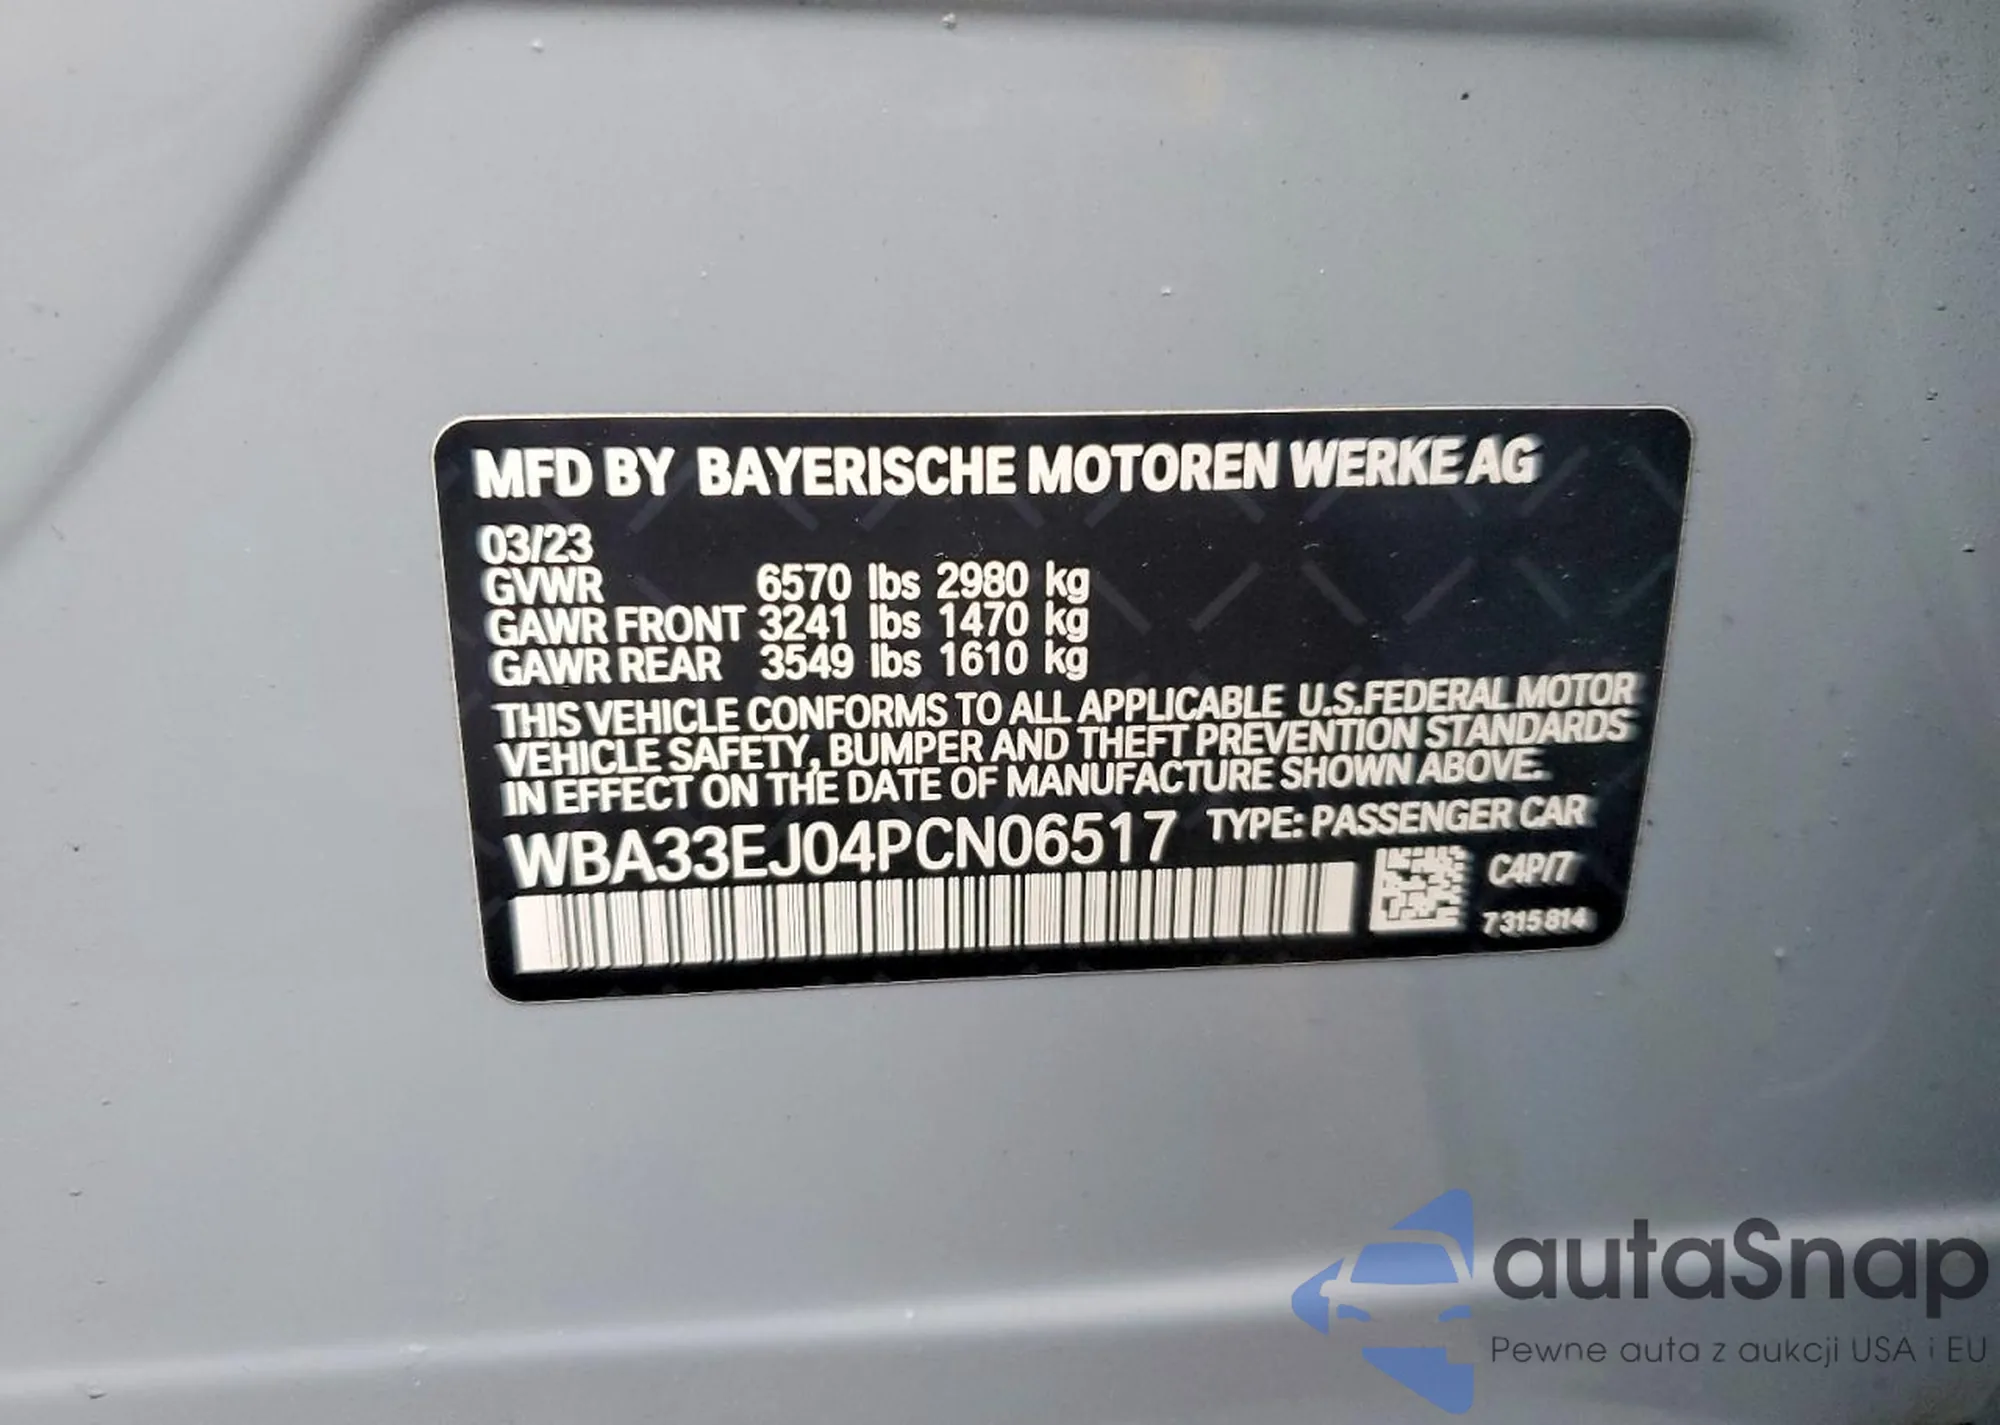 MFD BY BAYERISCHE MOTOREN WERKE AG
03/23
GVWR 6570 lbs 2980 kg
GAWR FRONT 3241 lbs 1470 kg
GAWR REAR 3549 lbs 1610 kg
THIS VEHICLE CONFORMS TO ALL APPLICABLE U.S.FEDERAL MOTOR
VEHICLE SAFETY, BUMPER AND THEFT PREVENTION STANDARDS
IN EFFECT ON THE DATE OF MANUFACTURE SHOWN ABOVE.
WBA33EJ04PCN06517 TYPE: PASSENGER CAR
C4P/7
7315814
autaSnap
Pewne auta z aukcji USA i EU